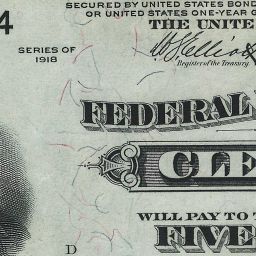 SECURED BY UNITED STATES BOND
OR UNITED STATES ONE-YEAR G
4
THE UNITE
SERIES OF
1918
Register of the Treasury.
FEDERAL
CLE
WILL PAY TO T
FIVE
D